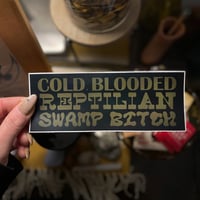 COLD BLOODED
REPTILIAN
SWAMP BITCH